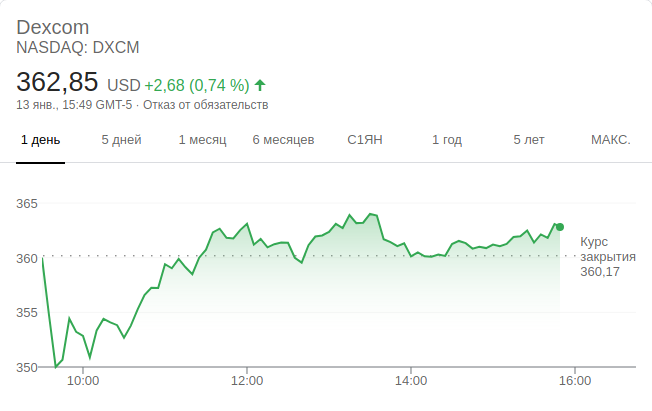 Dexcom
NASDAQ: DXCM
362,85 USD +2,68 (0,74 %)
13 янв., 15:49 GMT-5 · Отказ от обязательств
1 день 5 дней 1 месяц 6 месяцев С1ЯН 1 год 5 лет МАКС.
365
360
355
350
Курс
закрытия
360,17
10:00 12:00 14:00 16:00